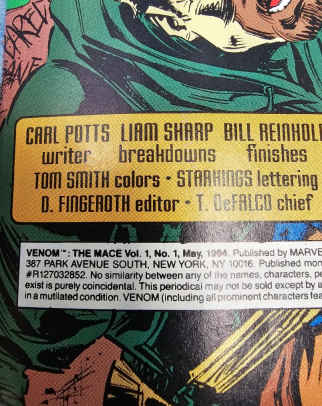 CARL POTTS LIAM SHARP BILL REINHOLD
writer breakdowns finishes
TOM SMITH colors • STARKINGS lettering
D. FINGEROTH editor • T. DeFALCO chief
VENOM™: THE MACE Vol. 1, No. 1, May, 1994. Published by MARVE
387 PARK AVENUE SOUTH, NEW YORK, NY 10016. Published mon
#R127032852. No similarity between any of the names, characters, pe
exist is purely coincidental. This periodical may not be sold except by a
in a mutilated condition. VENOM (including all prominent characters fea